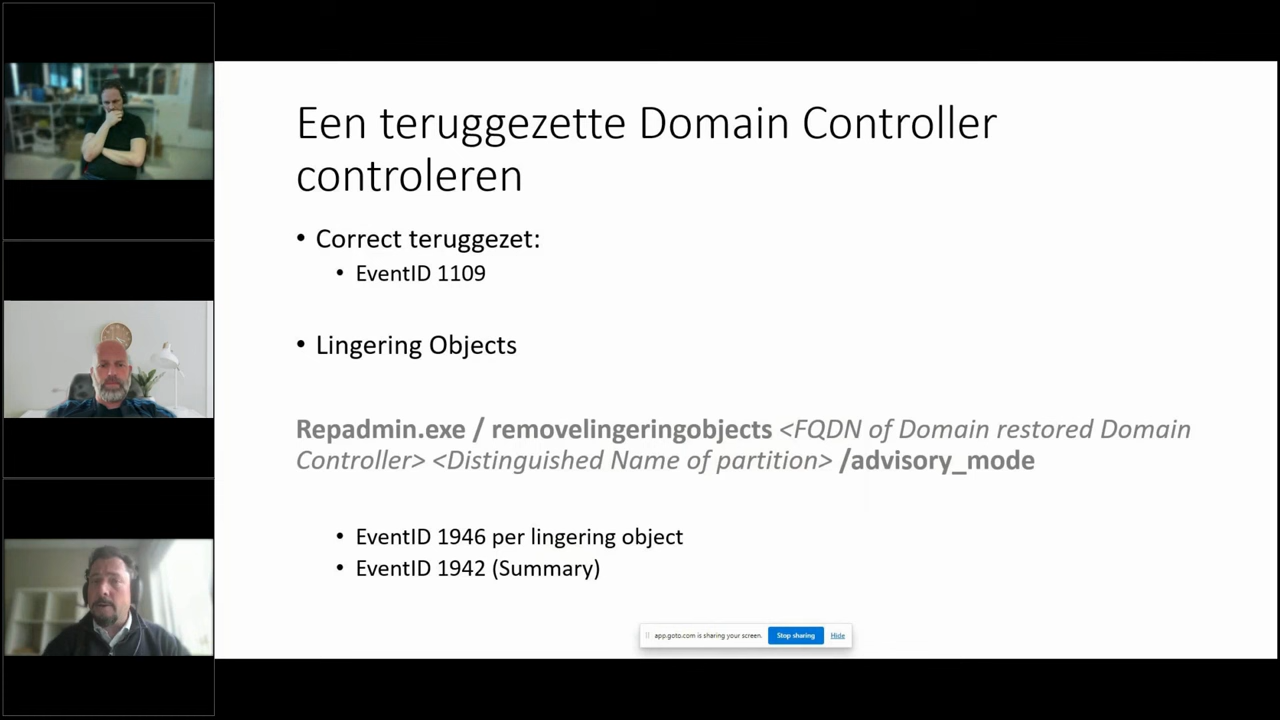 Een teruggezette Domain Controller
controleren
• Correct teruggezet:
• EventID 1109
• Lingering Objects
Repadmin.exe / removelingeringobjects <FQDN of Domain restored Domain
Controller> <Distinguished Name of partition> /advisory_mode
• EventID 1946 per lingering object
• EventID 1942 (Summary)
app.goto.com is sharing your screen. Stop sharing Hide